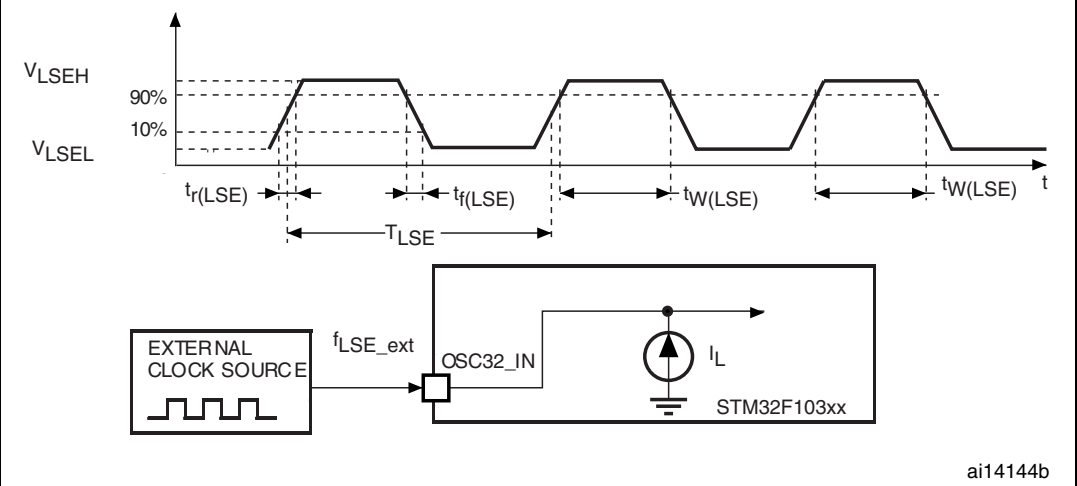 VLSEH
90%
10%
VLSEL
tr(LSE)
tf(LSE)
tW(LSE)
tW(LSE)
t
TLSE
EXTERNAL
CLOCK SOURCE
fLSE_ext
OSC32_IN
IL
STM32F103xx
ai14144b